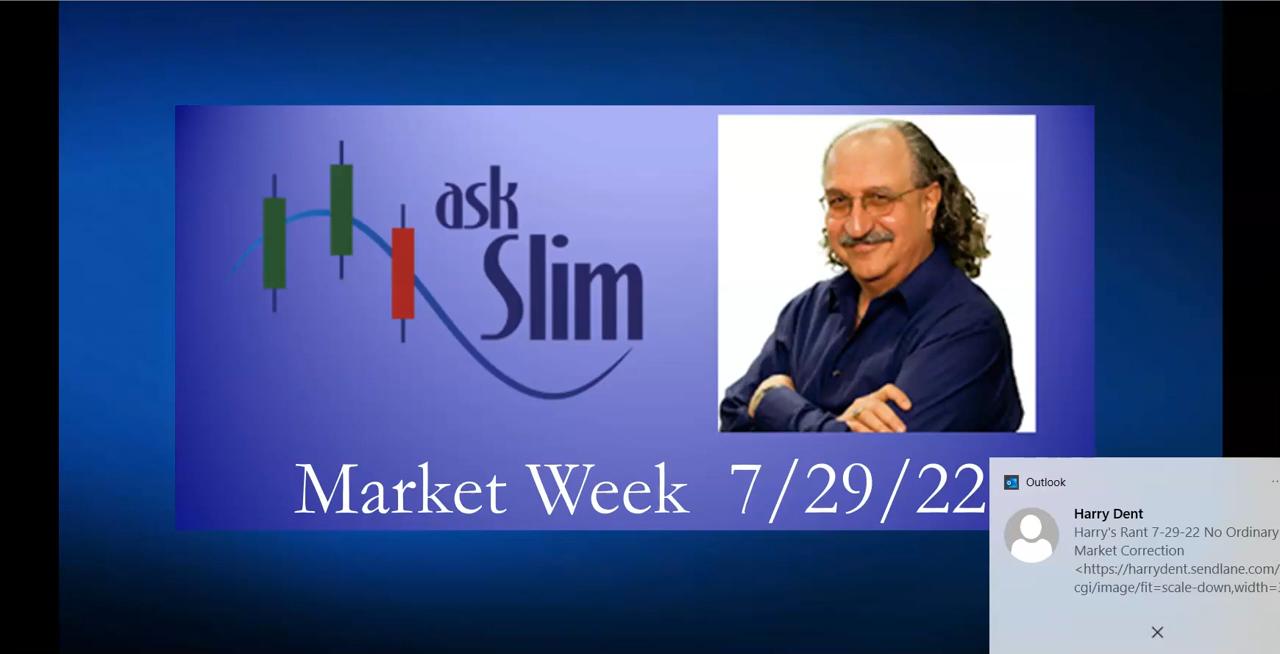 ask
Slim
Market Week 7/29/22
Outlook
Harry Dent
Harry's Rant 7-29-22 No Ordinary
Market Correction
<https://harrydent.sendlane.com/
cgi/image/fit=scale-down,width=